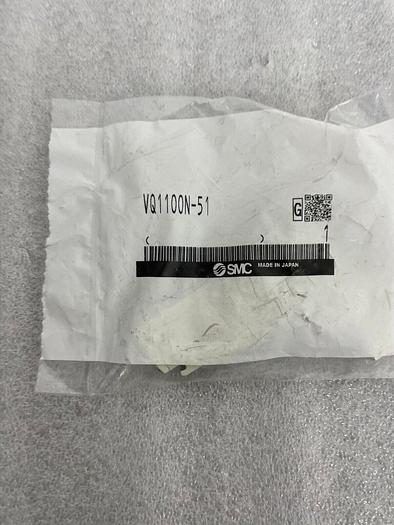 VQ1100N-51
G
( ) 1
SMC MADE IN JAPAN